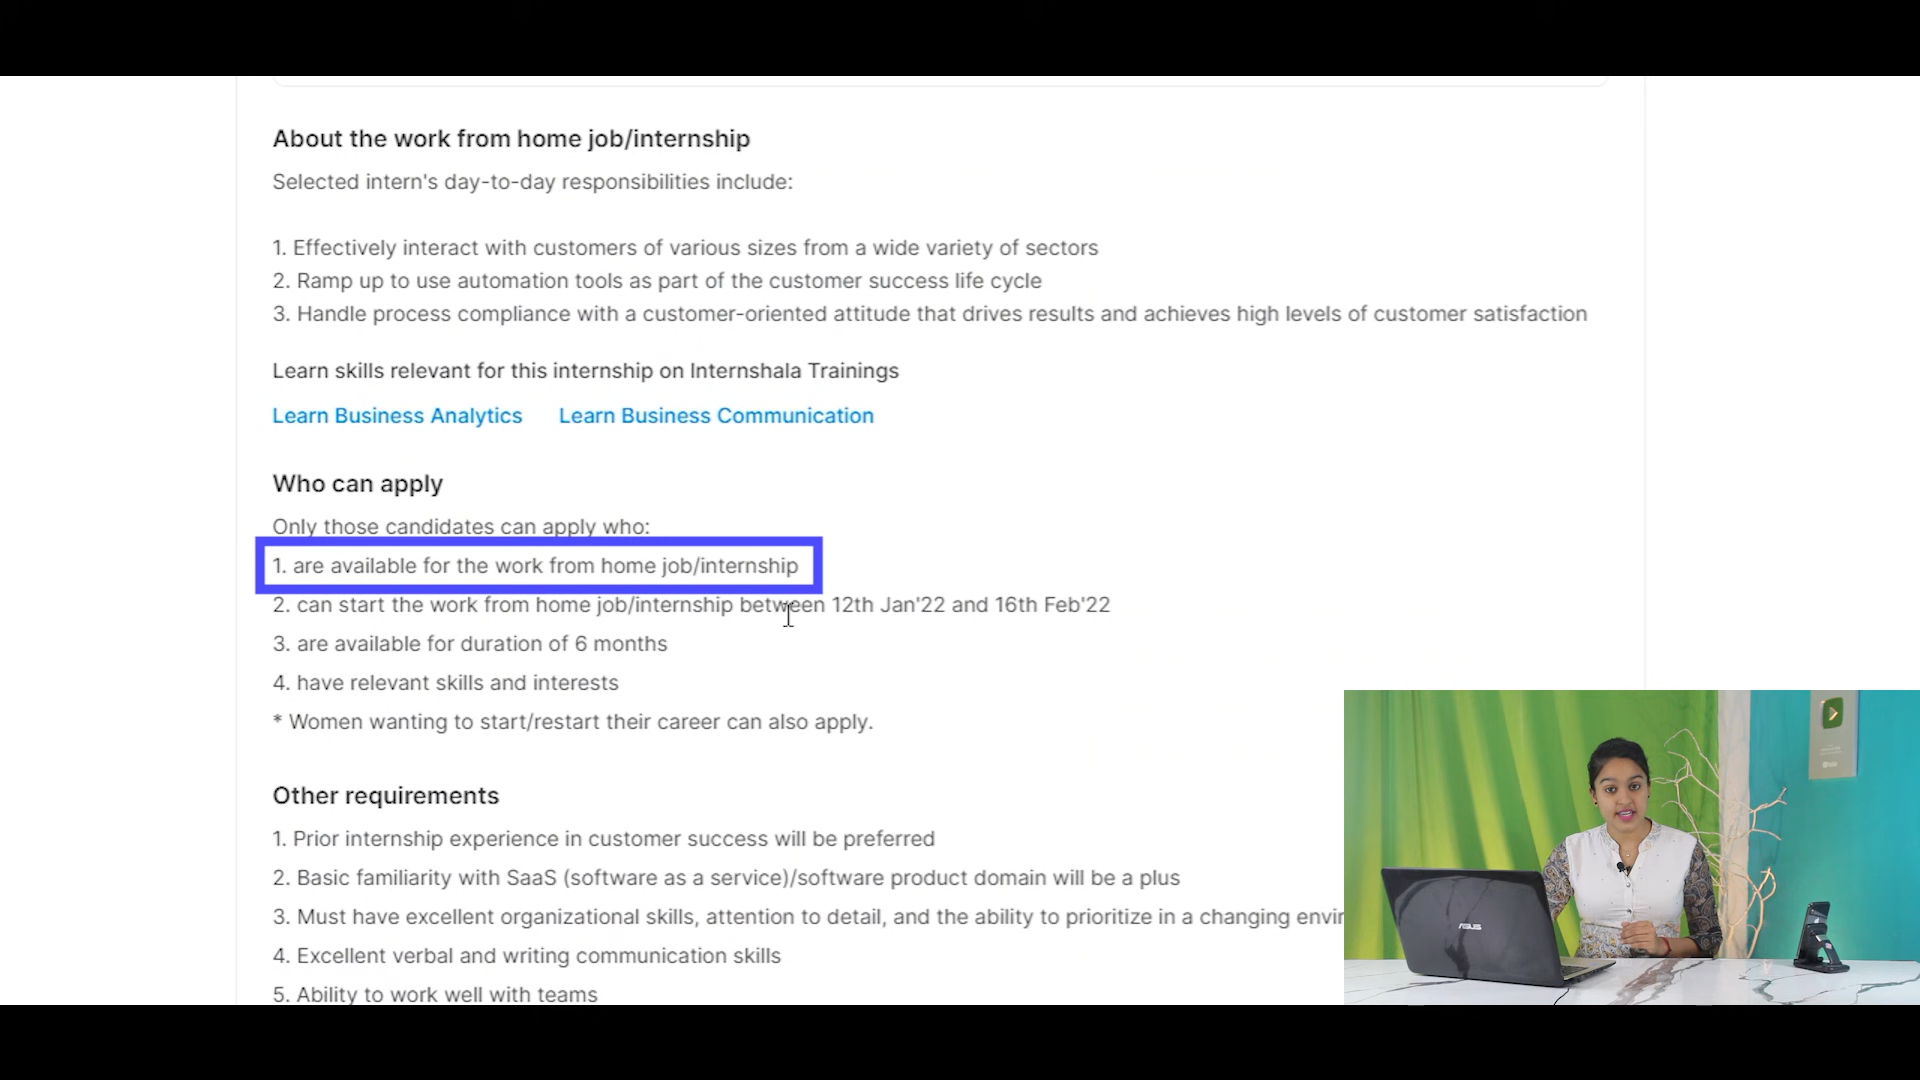 About the work from home job/internship
Selected intern's day-to-day responsibilities include:
1. Effectively interact with customers of various sizes from a wide variety of sectors
2. Ramp up to use automation tools as part of the customer success life cycle
3. Handle process compliance with a customer-oriented attitude that drives results and achieves high levels of customer satisfaction
Learn skills relevant for this internship on Internshala Trainings
Learn Business Analytics Learn Business Communication
Who can apply
Only those candidates can apply who:
1. are available for the work from home job/internship
2. can start the work from home job/internship between 12th Jan'22 and 16th Feb'22
3. are available for duration of 6 months
4. have relevant skills and interests
* Women wanting to start/restart their career can also apply.
Other requirements
1. Prior internship experience in customer success will be preferred
2. Basic familiarity with SaaS (software as a service)/software product domain will be a plus
3. Must have excellent organizational skills, attention to detail, and the ability to prioritize in a changing envir
4. Excellent verbal and writing communication skills
5. Ability to work well with teams
ASUS